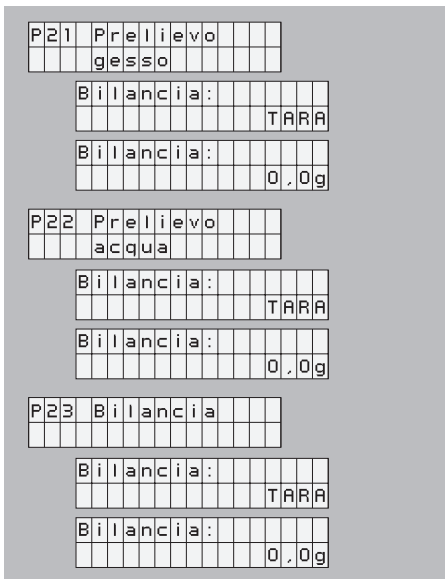 P21 Prelievo
gesso
Bilancia:
TARA
Bilancia:
0,0g
P22 Prelievo
acqua
Bilancia:
TARA
Bilancia:
0,0g
P23 Bilancia
Bilancia:
TARA
Bilancia:
0,0g